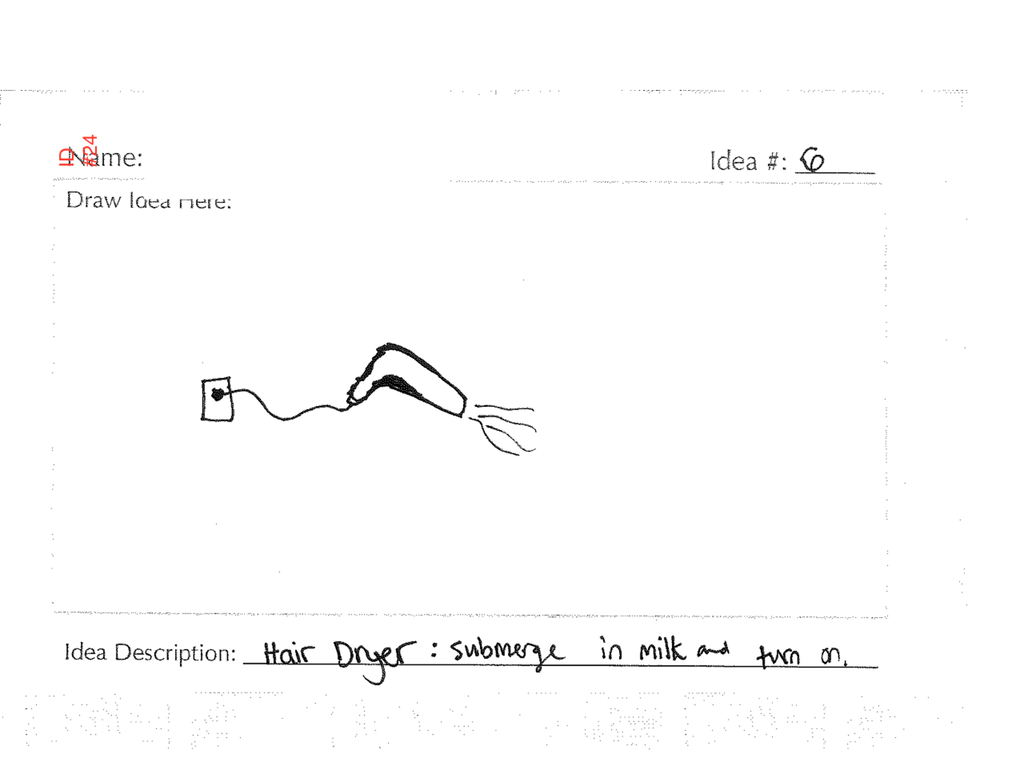 ID #24
Name:
Idea #: 6
Draw Idea Here:
Idea Description: Hair Dryer : submerge in milk and turn on.